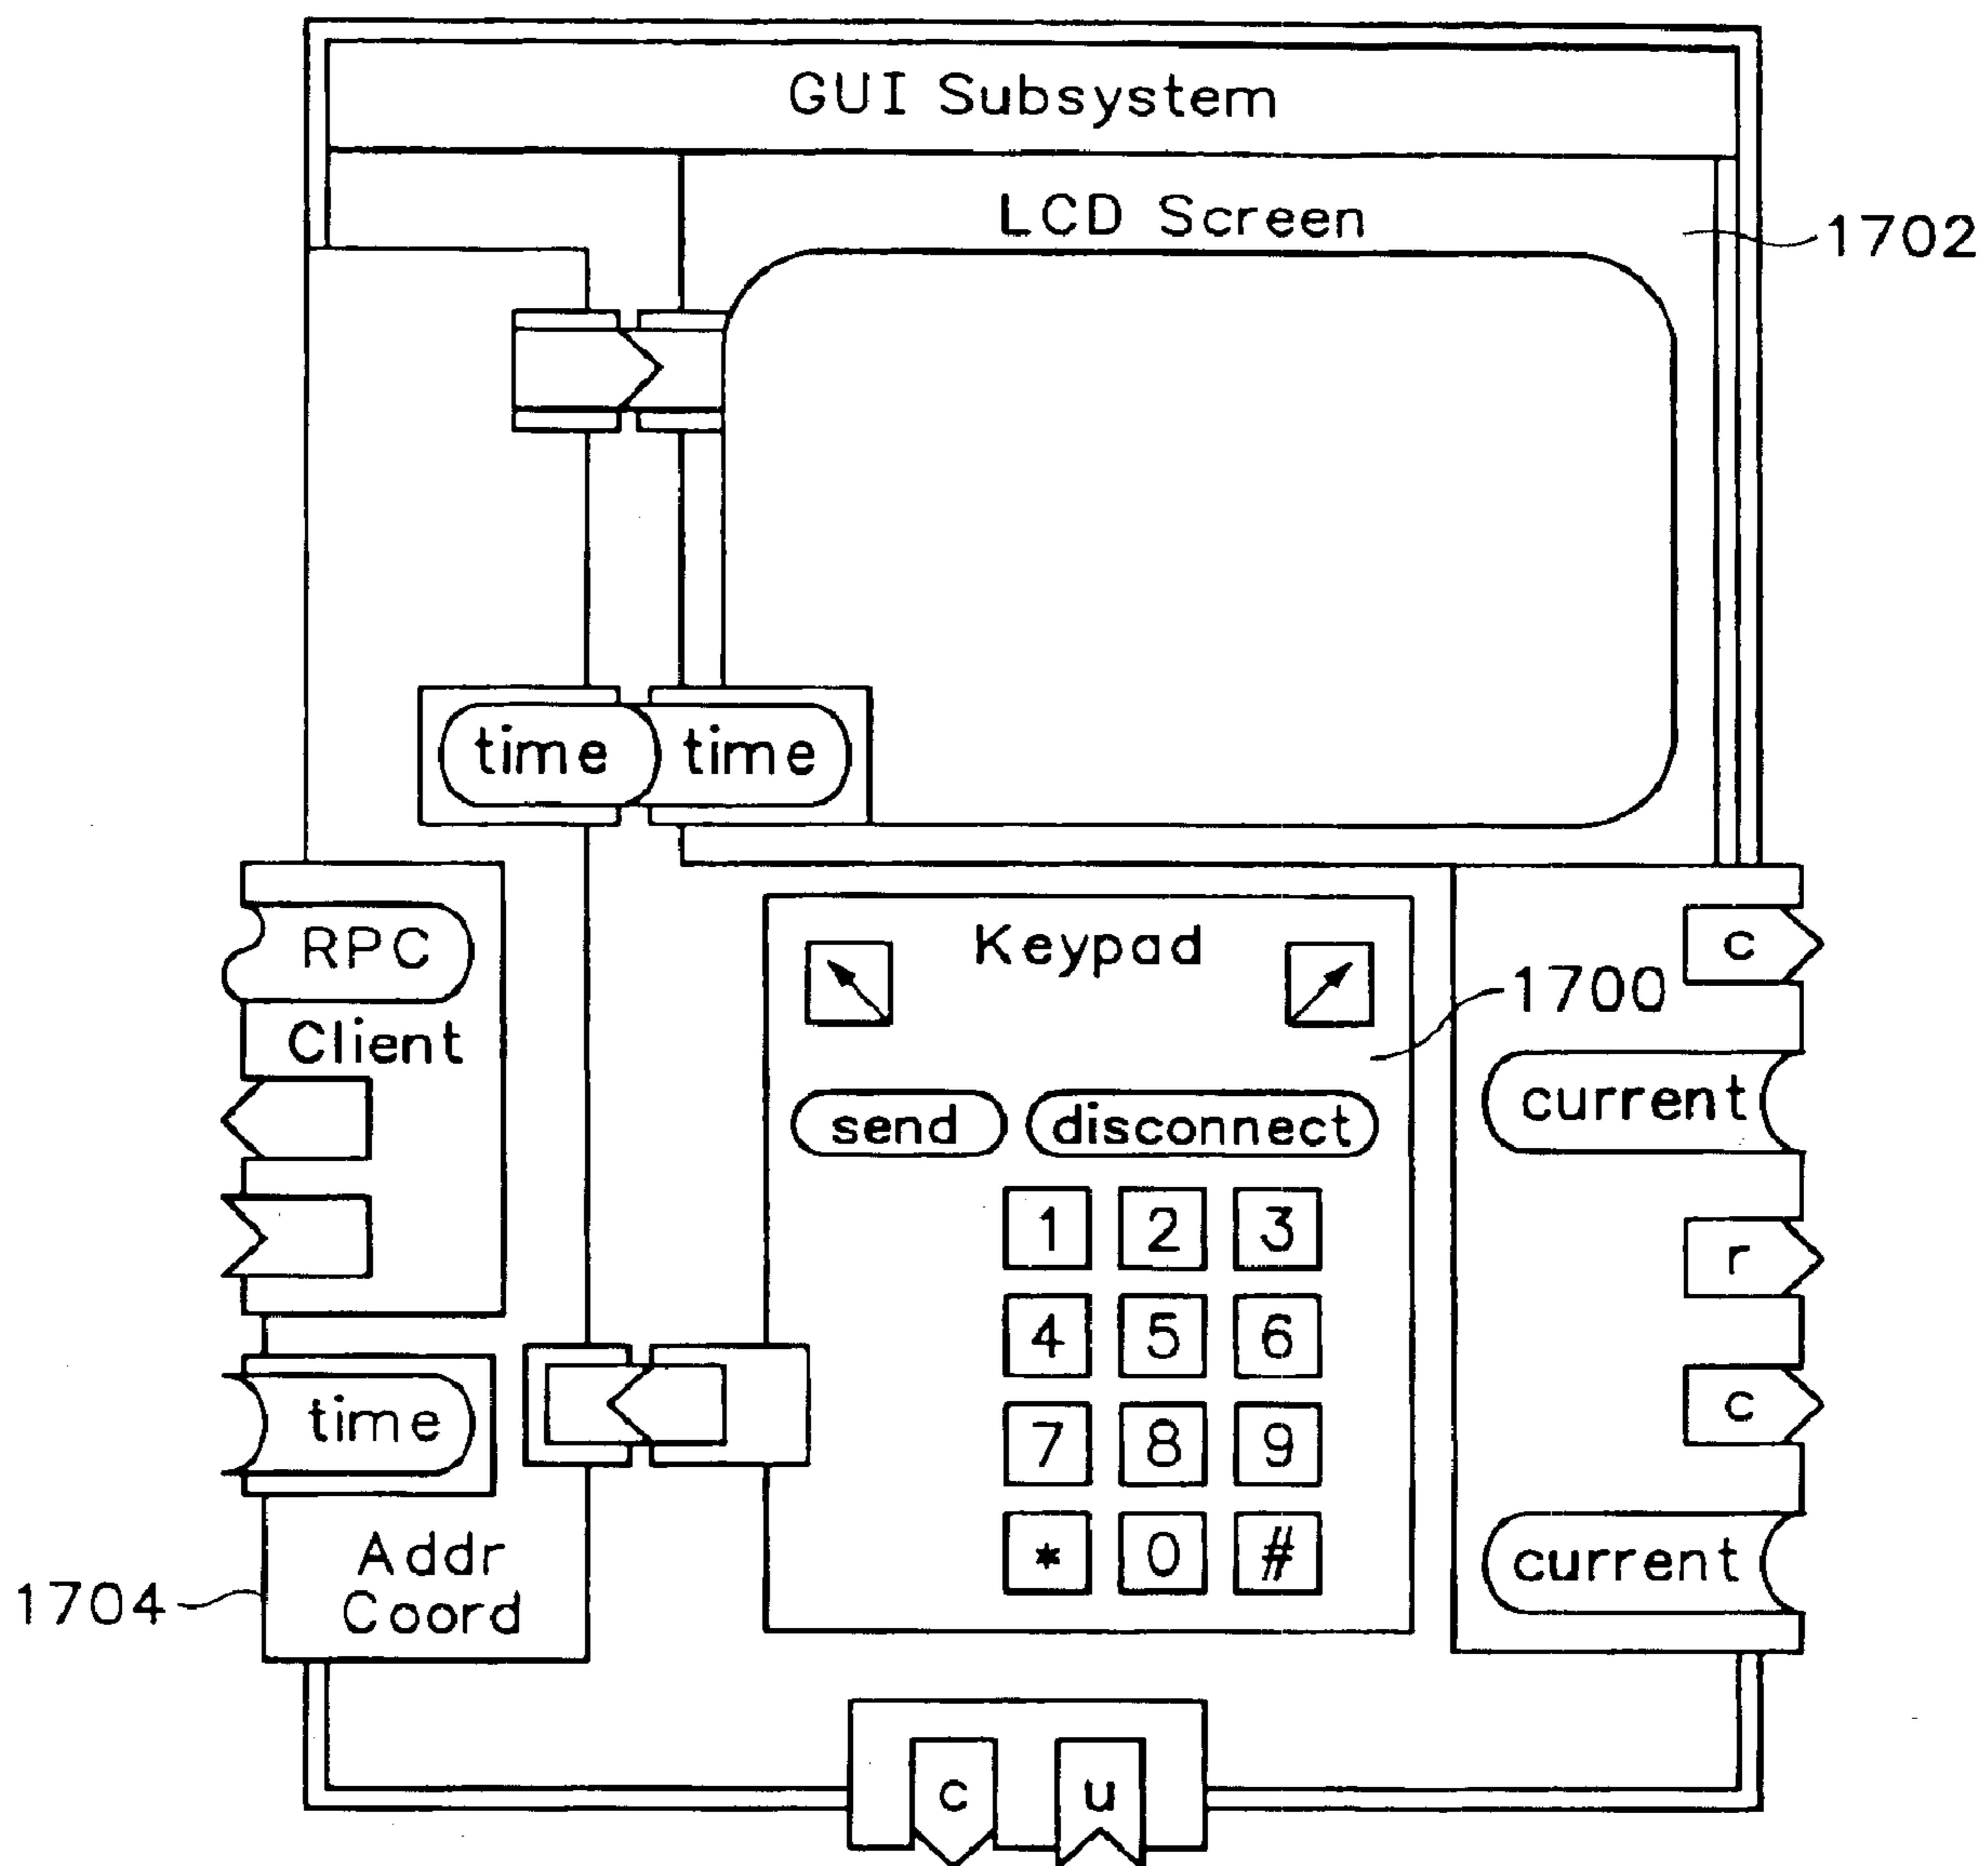 GUI Subsystem
LCD Screen
1702
time time
RPC
Client
time
Addr
Coord
1704
Keypad
1700
send disconnect
1 2 3
4 5 6
7 8 9
* 0 #
c
current
r
c
current
c u